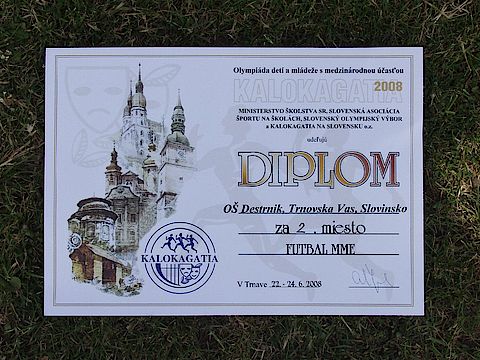 Olympiáda detí a mládeže s medzinárodnou účasťou
KALOKAGATIA
2008
MINISTERSTVO ŠKOLSTVA SR, SLOVENSKÁ ASOCIÁCIA
ŠPORTU NA ŠKOLÁCH, SLOVENSKÝ OLYMPIJSKÝ VÝBOR
a KALOKAGATIA NA SLOVENSKU o.z.
udeľujú
DIPLOM
OŠ Destrnik, Trnovska Vas, Slovinsko
za 2. miesto
FUTBAL MME
KALOKAGATIA
V Trnave 22. - 24. 6. 2008